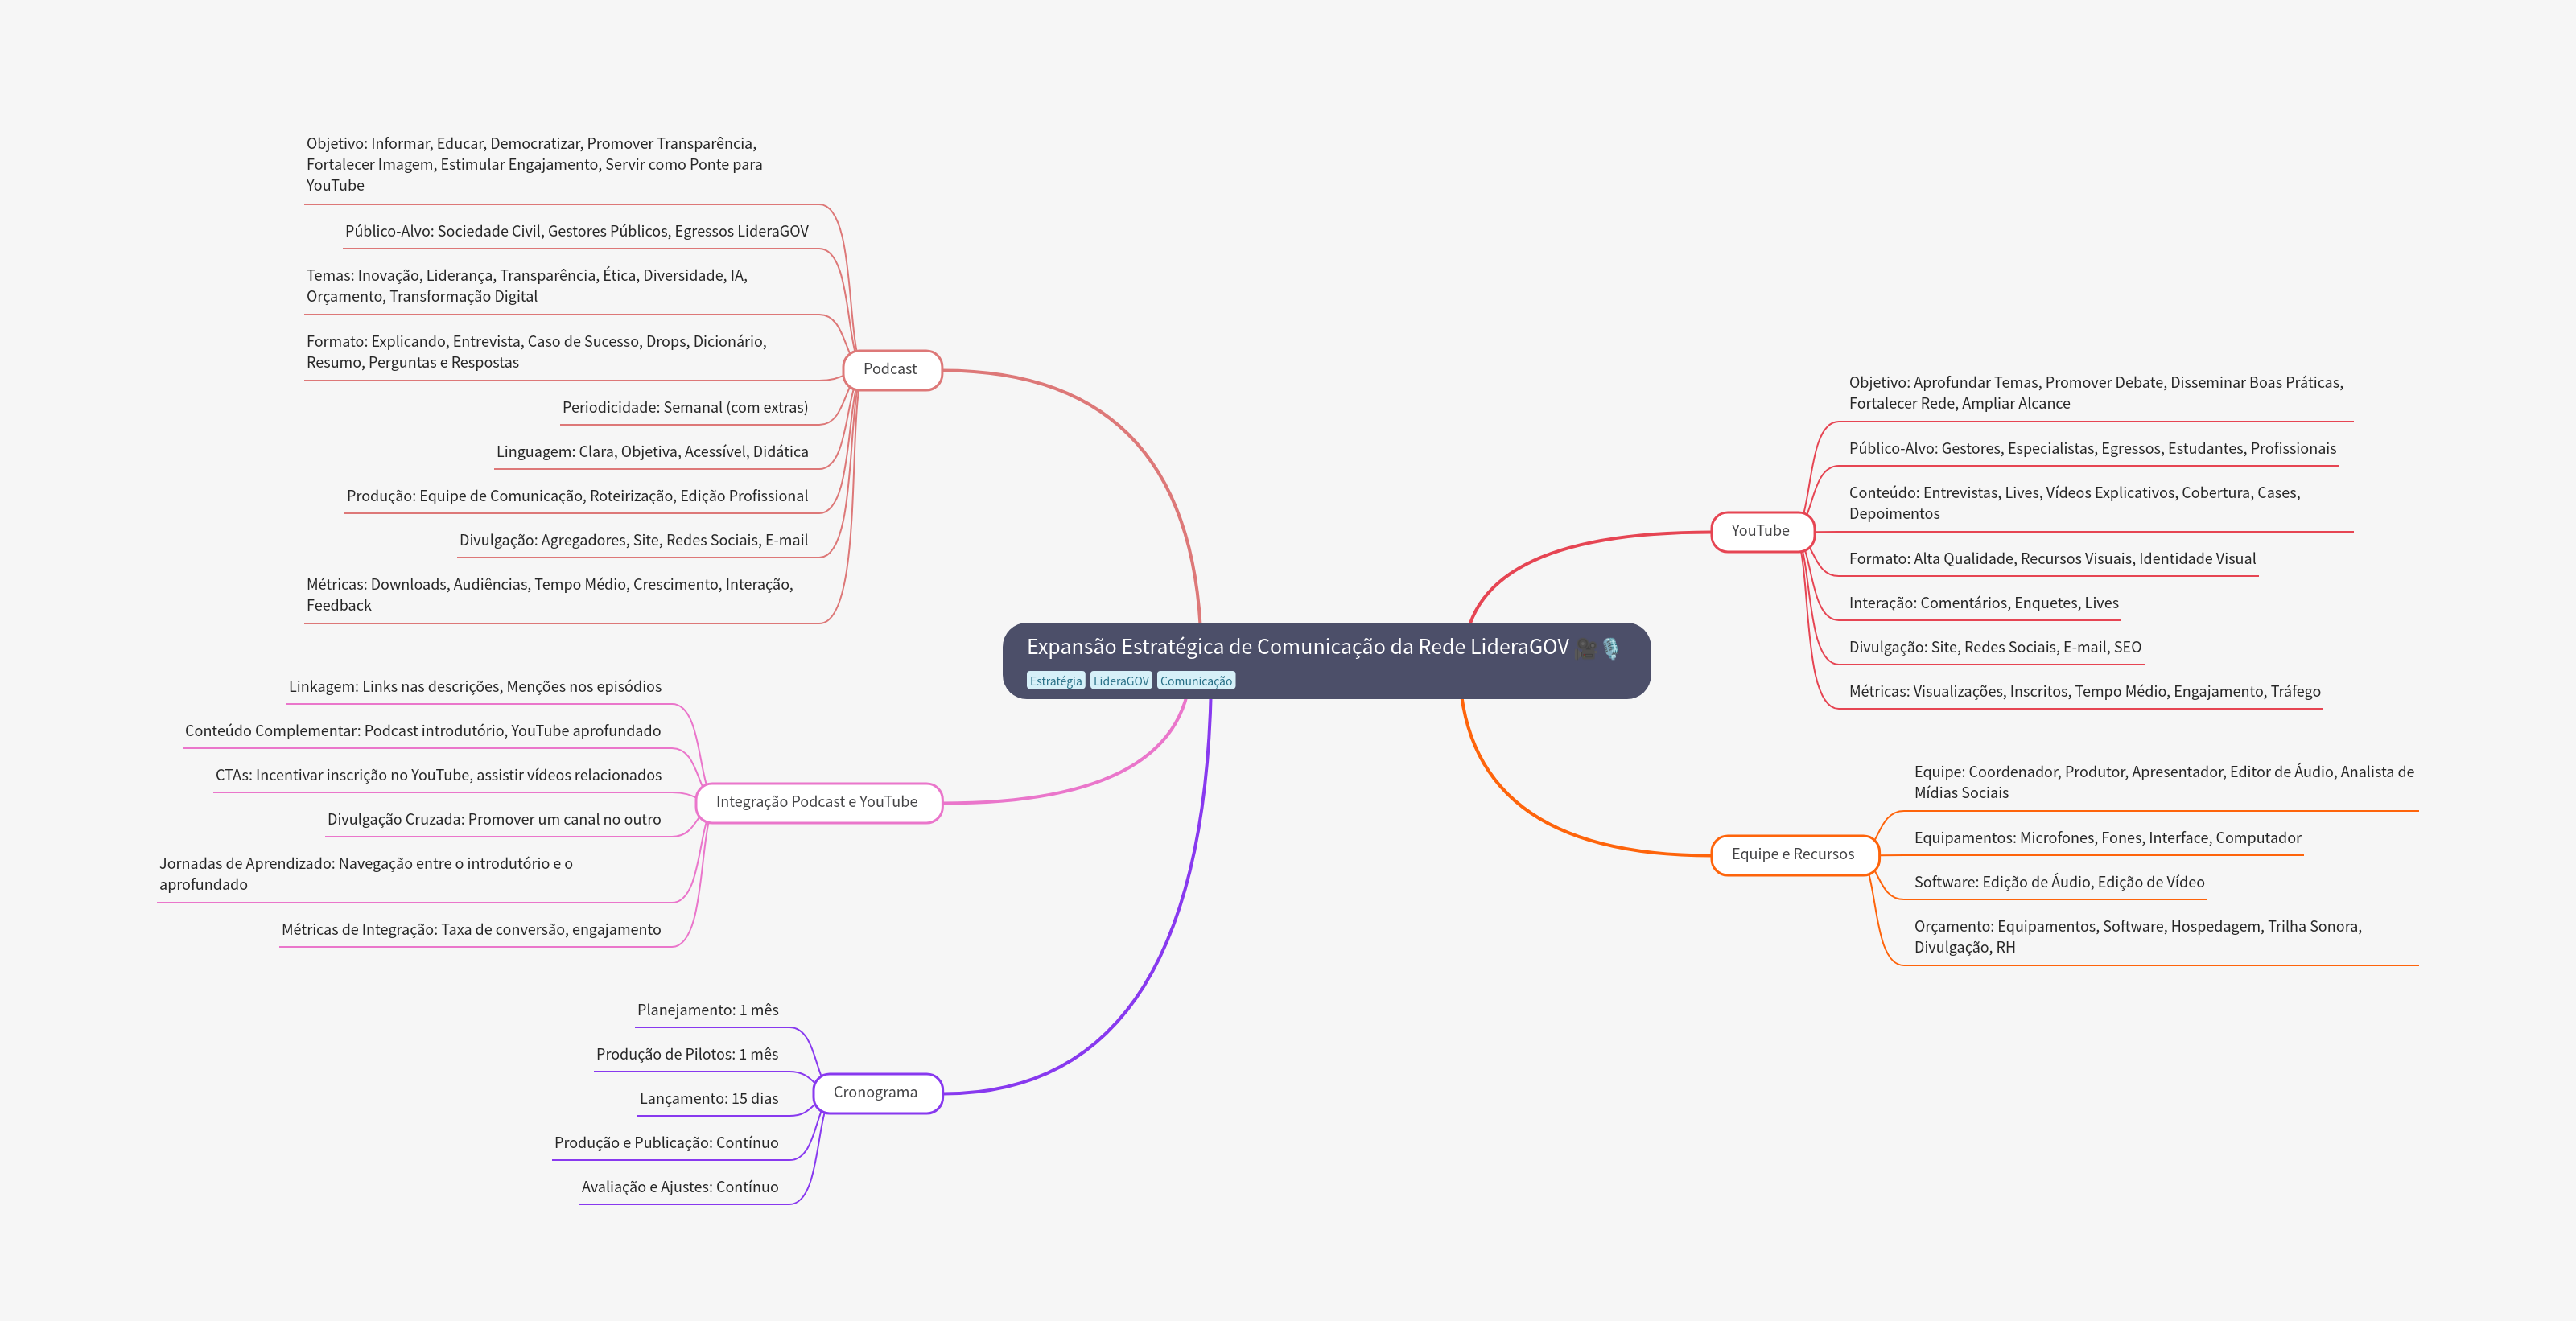 Expansão Estratégica de Comunicação da Rede LideraGOV 🎥🎙️
Estratégia LideraGOV Comunicação
Podcast
Objetivo: Informar, Educar, Democratizar, Promover Transparência,
Fortalecer Imagem, Estimular Engajamento, Servir como Ponte para
YouTube
Público-Alvo: Sociedade Civil, Gestores Públicos, Egressos LideraGOV
Temas: Inovação, Liderança, Transparência, Ética, Diversidade, IA,
Orçamento, Transformação Digital
Formato: Explicando, Entrevista, Caso de Sucesso, Drops, Dicionário,
Resumo, Perguntas e Respostas
Periodicidade: Semanal (com extras)
Linguagem: Clara, Objetiva, Acessível, Didática
Produção: Equipe de Comunicação, Roteirização, Edição Profissional
Divulgação: Agregadores, Site, Redes Sociais, E-mail
Métricas: Downloads, Audiências, Tempo Médio, Crescimento, Interação,
Feedback
Integração Podcast e YouTube
Linkagem: Links nas descrições, Menções nos episódios
Conteúdo Complementar: Podcast introdutório, YouTube aprofundado
CTAs: Incentivar inscrição no YouTube, assistir vídeos relacionados
Divulgação Cruzada: Promover um canal no outro
Jornadas de Aprendizado: Navegação entre o introdutório e o
aprofundado
Métricas de Integração: Taxa de conversão, engajamento
Cronograma
Planejamento: 1 mês
Produção de Pilotos: 1 mês
Lançamento: 15 dias
Produção e Publicação: Contínuo
Avaliação e Ajustes: Contínuo
YouTube
Objetivo: Aprofundar Temas, Promover Debate, Disseminar Boas Práticas,
Fortalecer Rede, Ampliar Alcance
Público-Alvo: Gestores, Especialistas, Egressos, Estudantes, Profissionais
Conteúdo: Entrevistas, Lives, Vídeos Explicativos, Cobertura, Cases,
Depoimentos
Formato: Alta Qualidade, Recursos Visuais, Identidade Visual
Interação: Comentários, Enquetes, Lives
Divulgação: Site, Redes Sociais, E-mail, SEO
Métricas: Visualizações, Inscritos, Tempo Médio, Engajamento, Tráfego
Equipe e Recursos
Equipe: Coordenador, Produtor, Apresentador, Editor de Áudio, Analista de
Mídias Sociais
Equipamentos: Microfones, Fones, Interface, Computador
Software: Edição de Áudio, Edição de Vídeo
Orçamento: Equipamentos, Software, Hospedagem, Trilha Sonora,
Divulgação, RH